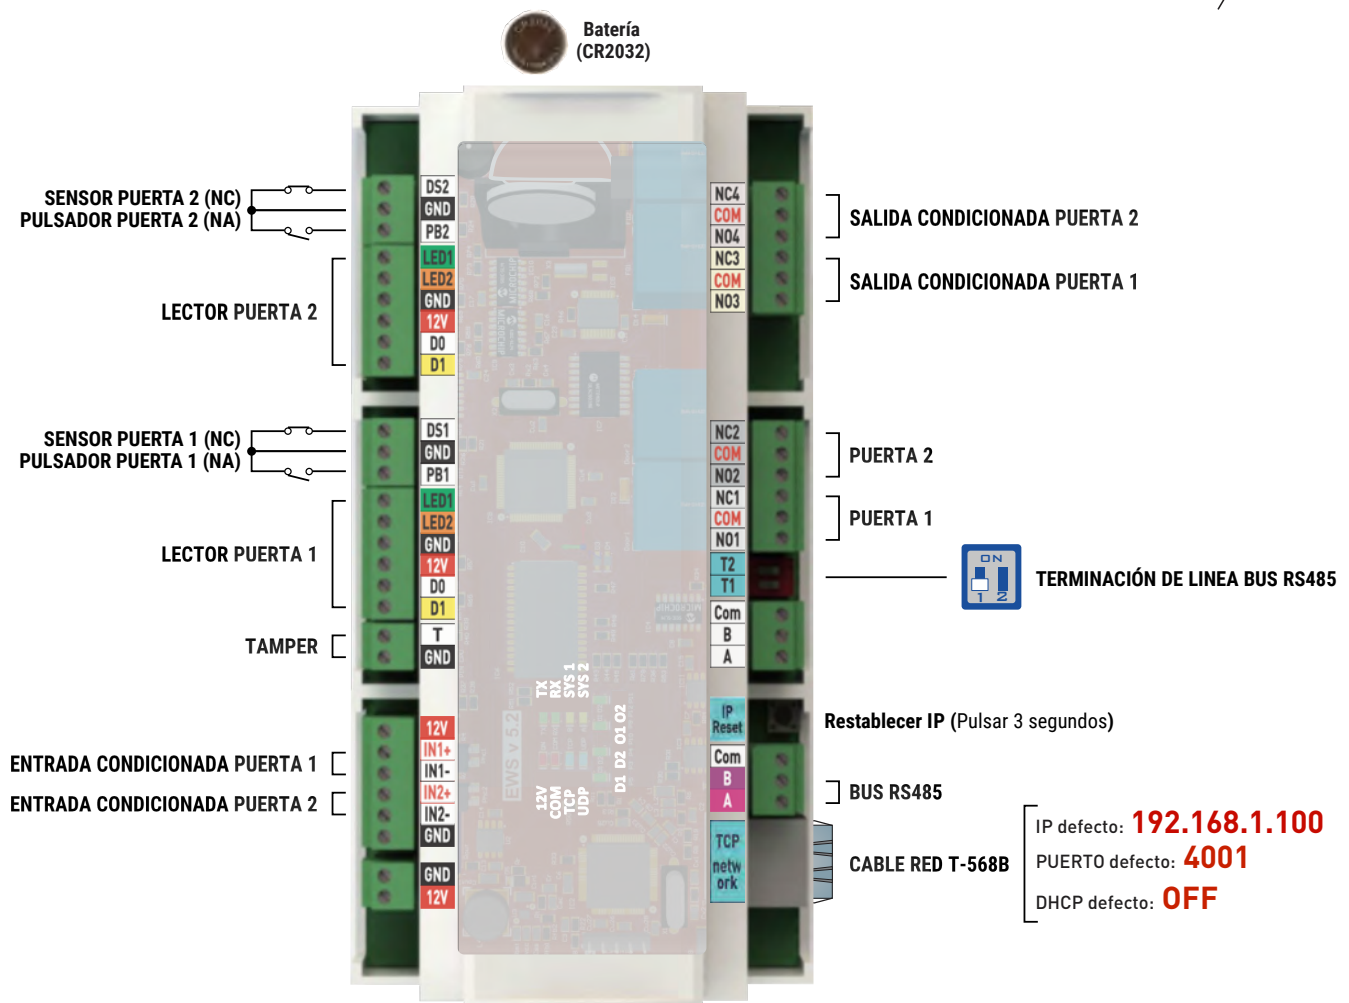 Batería
(CR2032)
SENSOR PUERTA 2 (NC)
PULSADOR PUERTA 2 (NA)
LECTOR PUERTA 2
SENSOR PUERTA 1 (NC)
PULSADOR PUERTA 1 (NA)
LECTOR PUERTA 1
TAMPER
ENTRADA CONDICIONADA PUERTA 1
ENTRADA CONDICIONADA PUERTA 2
DS2
GND
PB2
LED1
LED2
GND
12V
D0
D1
DS1
GND
PB1
LED1
LED2
GND
12V
D0
D1
T
GND
12V
IN1+
IN1-
IN2+
IN2-
GND
GND
12V
TX
RX
SYS 1
SYS 2
EWS v 5.2
D1 D2 O1 O2
12V
COM
TCP
UDP
MICROCHIP
MICROCHIP
MICROCHIP
NC4
COM
NO4
NC3
COM
NO3
NC2
COM
NO2
NC1
COM
NO1
T2
T1
Com
B
A
IP
Reset
Com
B
A
TCP
netw
ork
SALIDA CONDICIONADA PUERTA 2
SALIDA CONDICIONADA PUERTA 1
PUERTA 2
PUERTA 1
ON
1 2
TERMINACIÓN DE LINEA BUS RS485
Restablecer IP (Pulsar 3 segundos)
BUS RS485
CABLE RED T-568B
IP defecto: 192.168.1.100
PUERTO defecto: 4001
DHCP defecto: OFF